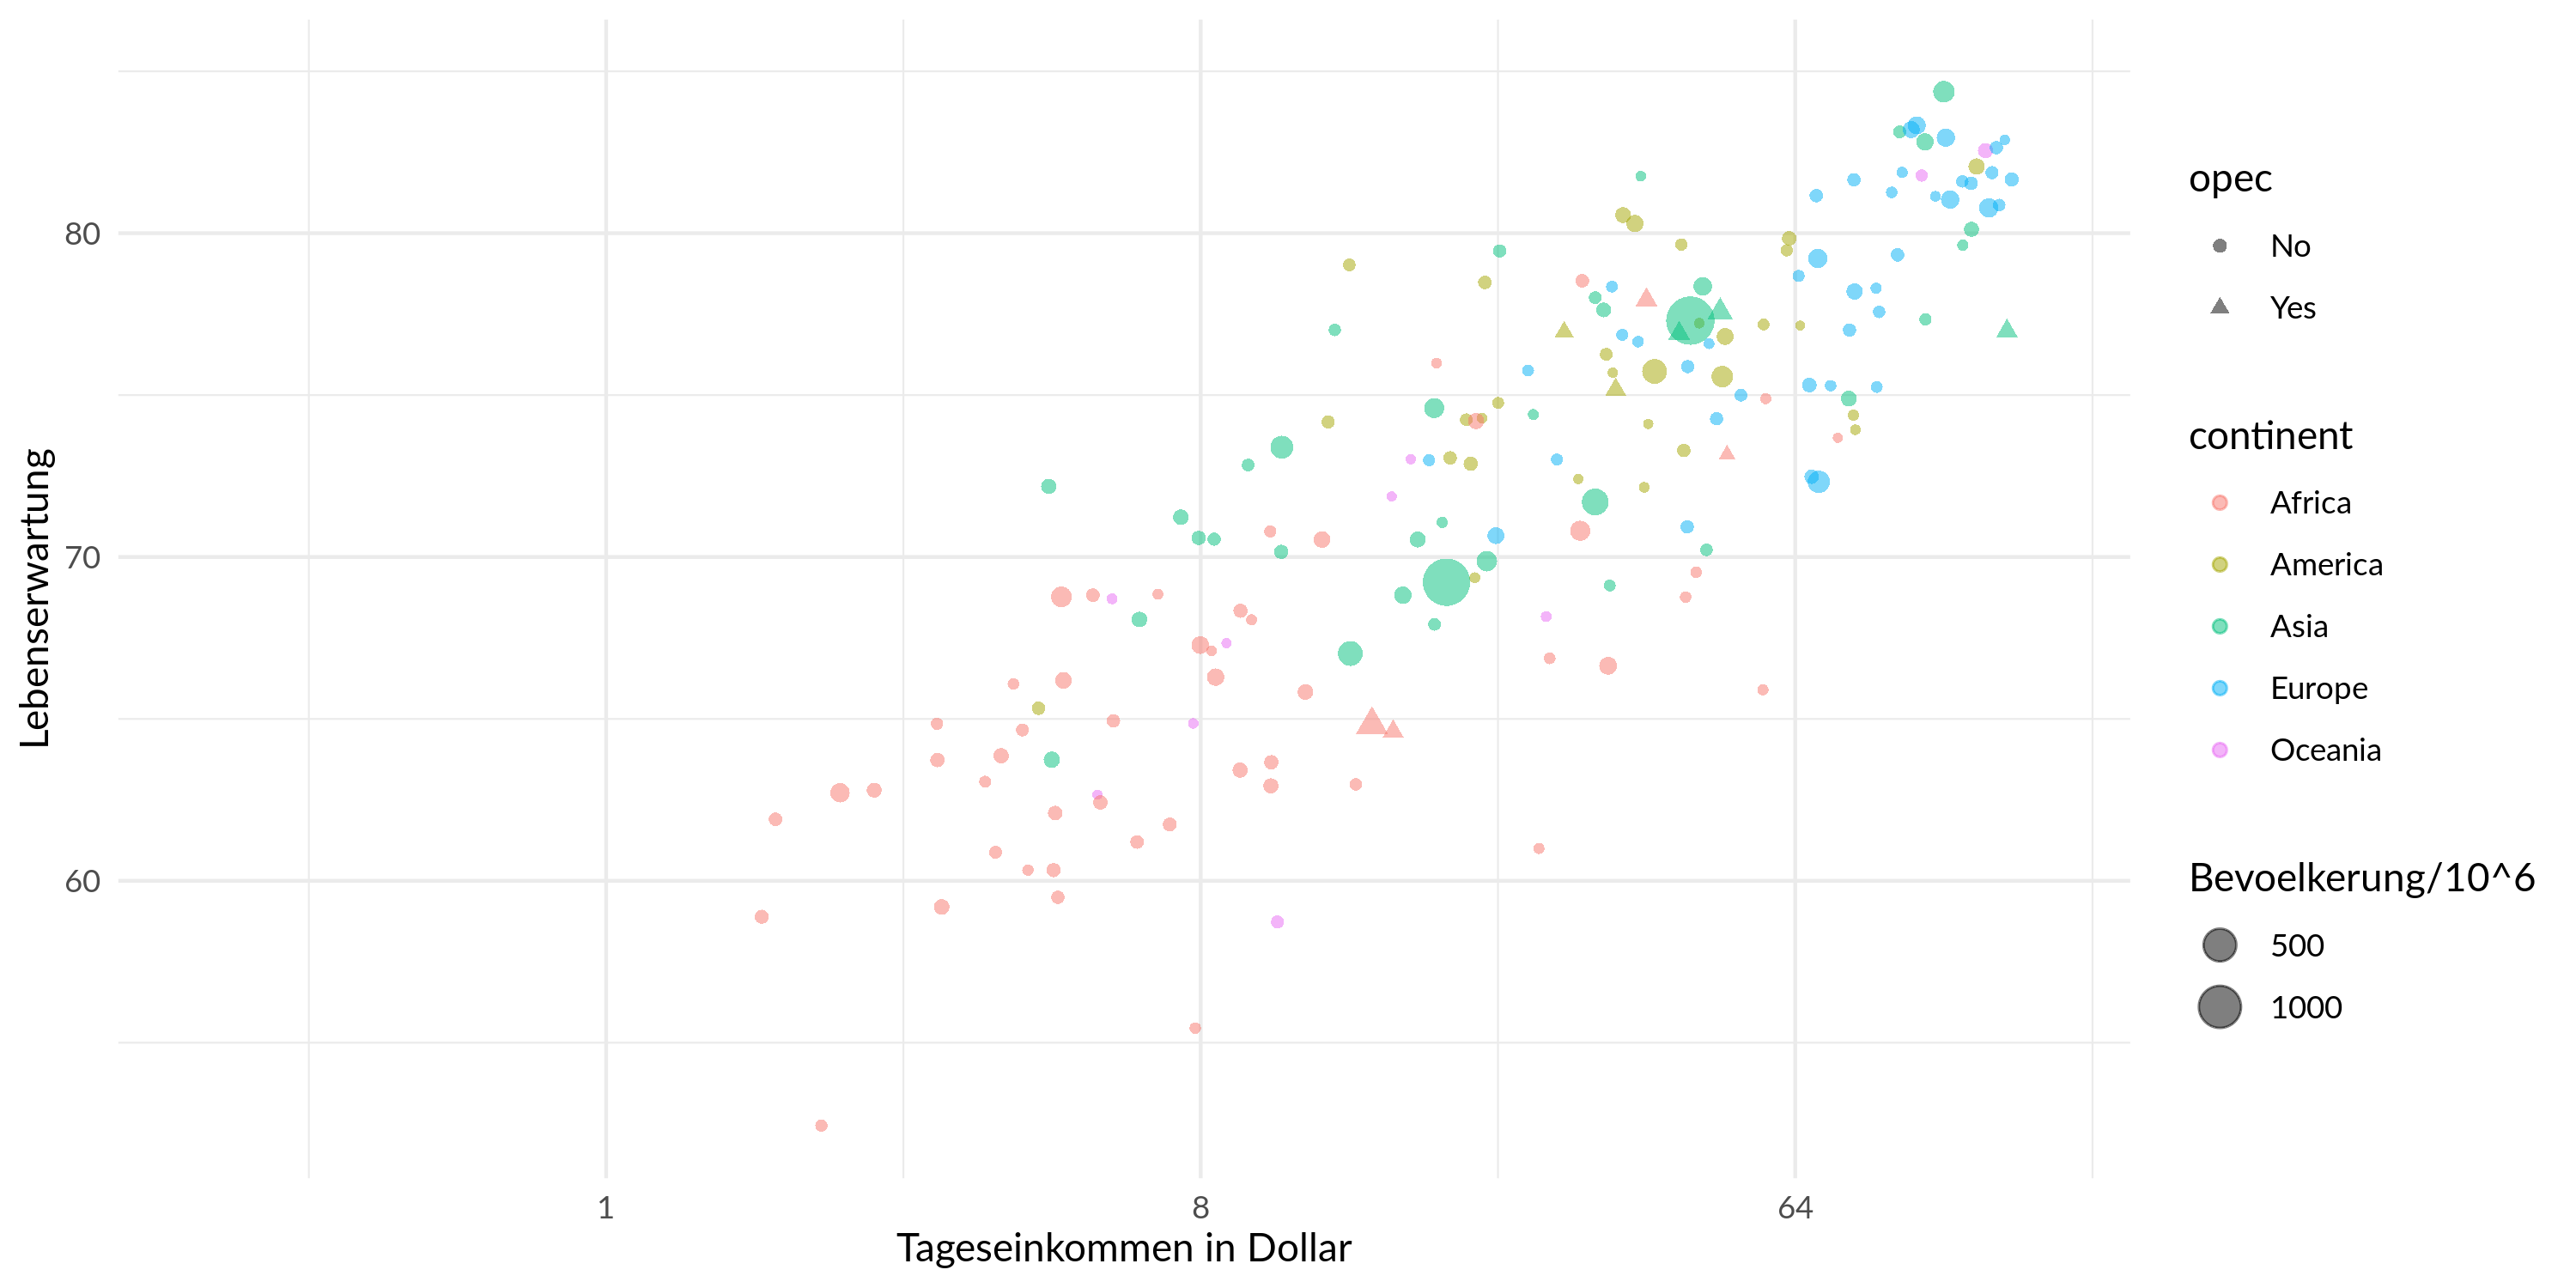 Lebenserwartung
80
70
60
1
8
64
Tageseinkommen in Dollar
opec
No
Yes
continent
Africa
America
Asia
Europe
Oceania
Bevoelkerung/10^6
500
1000